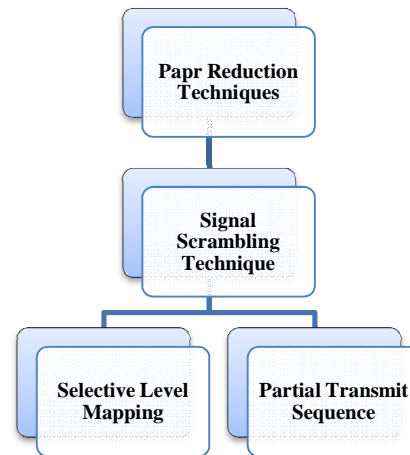 Papr Reduction
Techniques
Signal
Scrambling
Technique
Selective Level
Mapping
Partial Transmit
Sequence